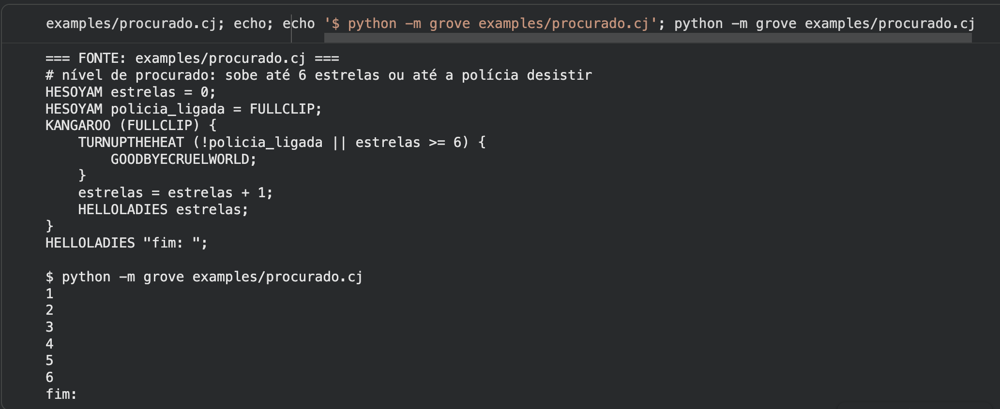 examples/procurado.cj; echo; echo '$ python -m grove examples/procurado.cj'; python -m grove examples/procurado.cj
=== FONTE: examples/procurado.cj ===
# nível de procurado: sobe até 6 estrelas ou até a polícia desistir
HESOYAM estrelas = 0;
HESOYAM policia_ligada = FULLCLIP;
KANGAROO (FULLCLIP) {
    TURNUPTHEHEAT (!policia_ligada || estrelas >= 6) {
        GOODBYECRUELWORLD;
    }
    estrelas = estrelas + 1;
    HELLOLADIES estrelas;
}
HELLOLADIES "fim: ";

$ python -m grove examples/procurado.cj
1
2
3
4
5
6
fim: